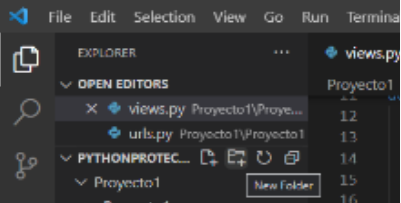 File Edit Selection View Go Run Termina
EXPLORER ...
views.py
OPEN EDITORS
Proyecto1
views.py Proyecto1\Proye...
12
urls.py Proyecto1\Proyecto1
13
PYTHONPROTEC...
14
New Folder
15
Proyecto1
16